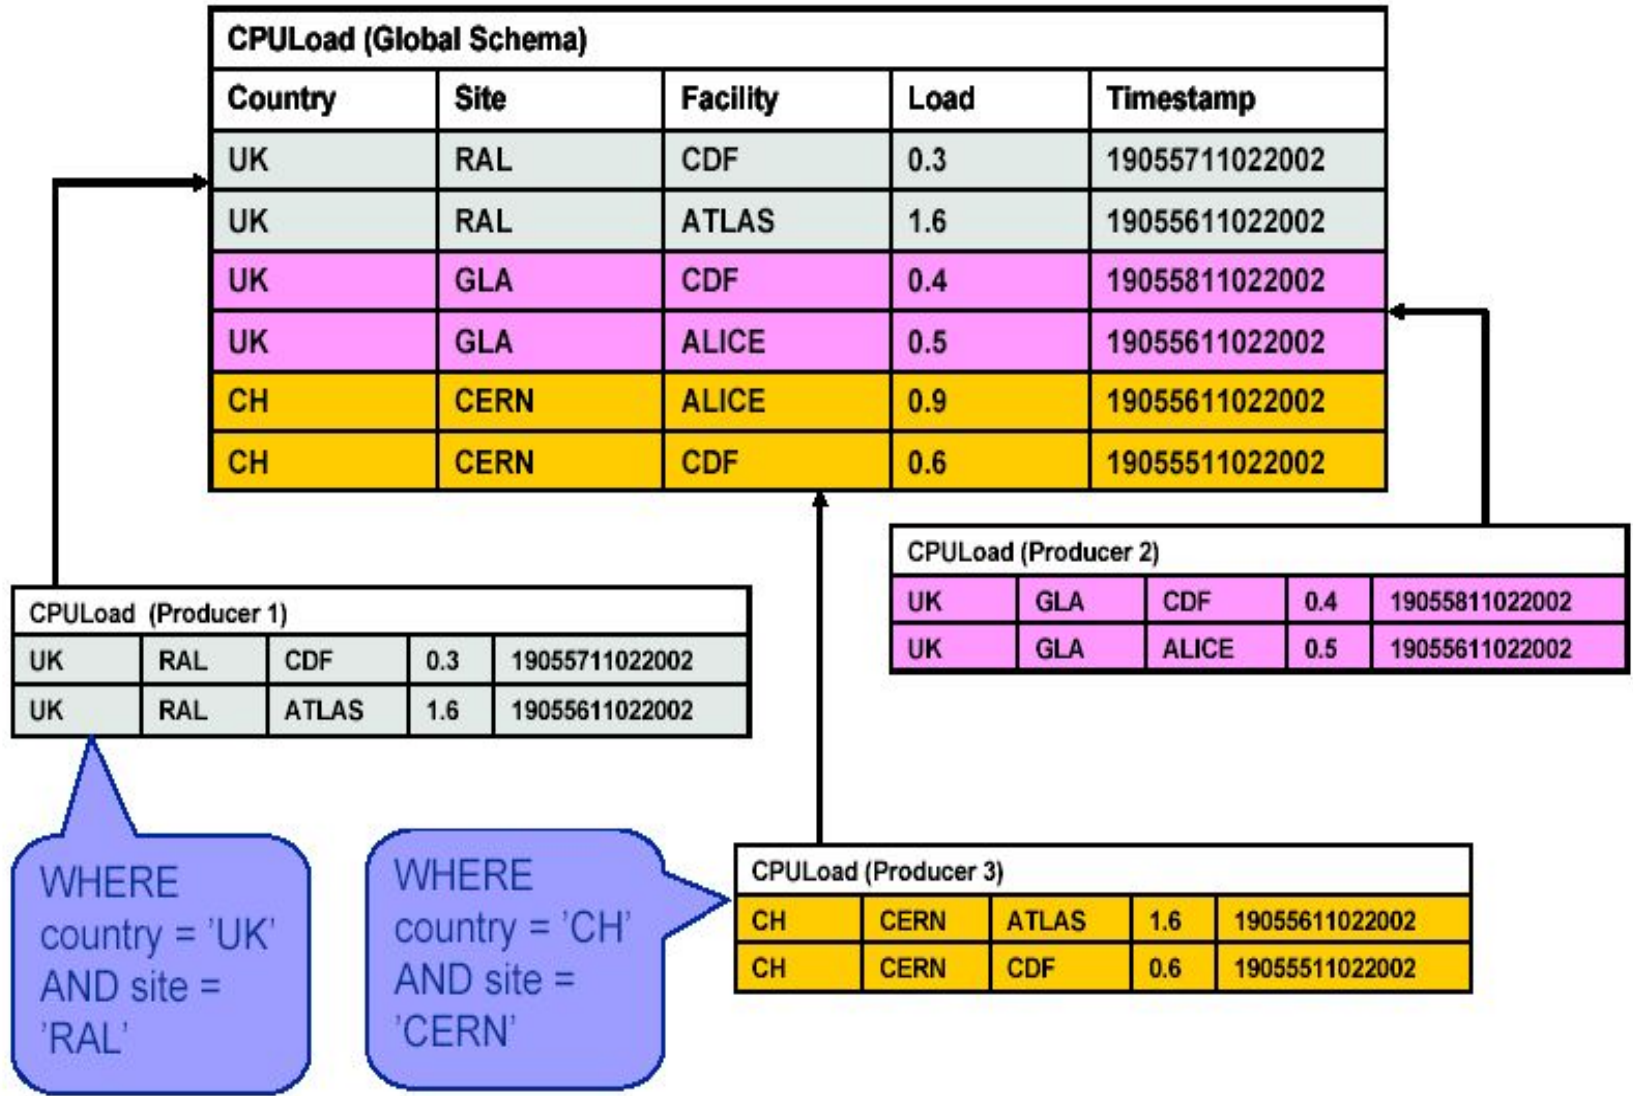 CPULoad (Global Schema)
Country Site Facility Load Timestamp
UK RAL CDF 0.3 19055711022002
UK RAL ATLAS 1.6 19055611022002
UK GLA CDF 0.4 19055811022002
UK GLA ALICE 0.5 19055611022002
CH CERN ALICE 0.9 19055611022002
CH CERN CDF 0.6 19055511022002
CPULoad (Producer 2)
UK GLA CDF 0.4 19055811022002
UK GLA ALICE 0.5 19055611022002
CPULoad (Producer 1)
UK RAL CDF 0.3 19055711022002
UK RAL ATLAS 1.6 19055611022002
WHERE
country = ’UK’
AND site =
’RAL’
WHERE
country = ’CH’
AND site =
’CERN’
CPULoad (Producer 3)
CH CERN ATLAS 1.6 19055611022002
CH CERN CDF 0.6 19055511022002